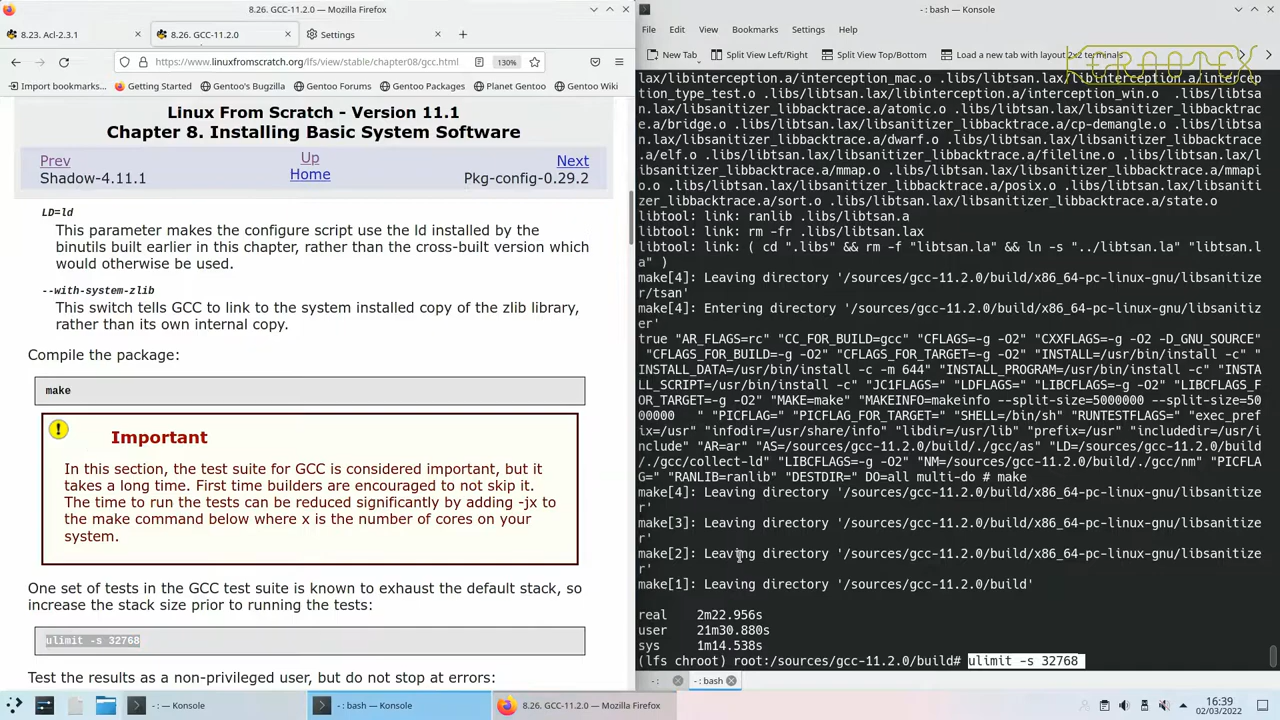 8.26. GCC-11.2.0 — Mozilla Firefox
8.23. Acl-2.3.1
8.26. GCC-11.2.0
Settings
https://www.linuxfromscratch.org/lfs/view/stable/chapter08/gcc.html
130%
Import bookmarks...
Getting Started
Gentoo's Bugzilla
Gentoo Forums
Gentoo Packages
Planet Gentoo
Gentoo Wiki
Linux From Scratch - Version 11.1
Chapter 8. Installing Basic System Software
Prev
Up
Next
Shadow-4.11.1
Home
Pkg-config-0.29.2
LD=ld
This parameter makes the configure script use the ld installed by the
binutils built earlier in this chapter, rather than the cross-built version which
would otherwise be used.
--with-system-zlib
This switch tells GCC to link to the system installed copy of the zlib library,
rather than its own internal copy.
Compile the package:
make
Important
In this section, the test suite for GCC is considered important, but it
takes a long time. First time builders are encouraged to not skip it.
The time to run the tests can be reduced significantly by adding -jx to
the make command below where x is the number of cores on your
system.
One set of tests in the GCC test suite is known to exhaust the default stack, so
increase the stack size prior to running the tests:
ulimit -s 32768
Test the results as a non-privileged user, but do not stop at errors:
- : bash — Konsole
File Edit View Bookmarks Settings Help
New Tab
Split View Left/Right
Split View Top/Bottom
Load a new tab with layout 2x2 terminals
lax/libinterception.a/interception_mac.o .libs/libtsan.lax/libinterception.a/intercep
tion_type_test.o .libs/libtsan.lax/libinterception.a/interception_win.o .libs/libtsa
n.lax/libsanitizer_libbacktrace.a/alloc.o .libs/libtsan.lax/libsanitizer_libbacktrace
.a/atomic.o .libs/libtsan.lax/libsanitizer_libbacktrac
e.a/bridge.o .libs/libtsan.lax/libsanitizer_libbacktrace.a/cp-demangle.o .libs/libtsa
n.lax/libsanitizer_libbacktrace.a/dwarf.o .libs/libtsan.lax/libsanitizer_libbacktrace
.a/elf.o .libs/libtsan.lax/libsanitizer_libbacktrace.a/fileline.o .libs/libtsan.lax/l
ibsanitizer_libbacktrace.a/mmap.o .libs/libtsan.lax/libsanitizer_libbacktrace.a/mmapi
o.o .libs/libtsan.lax/libsanitizer_libbacktrace.a/posix.o .libs/libtsan.lax/libsaniti
zer_libbacktrace.a/sort.o .libs/libtsan.lax/libsanitizer_libbacktrace.a/state.o
libtool: link: ranlib .libs/libtsan.a
libtool: link: rm -fr .libs/libtsan.lax
libtool: link: ( cd ".libs" && rm -f "libtsan.la" && ln -s "../libtsan.la" "libtsan.l
a" )
make[4]: Leaving directory '/sources/gcc-11.2.0/build/x86_64-pc-linux-gnu/libsanitize
r/tsan'
make[4]: Entering directory '/sources/gcc-11.2.0/build/x86_64-pc-linux-gnu/libsanitiz
er'
true "AR_FLAGS=rc" "CC_FOR_BUILD=gcc" "CFLAGS=-g -O2" "CXXFLAGS=-g -O2 -D_GNU_SOURCE"
"CFLAGS_FOR_BUILD=-g -O2" "CFLAGS_FOR_TARGET=-g -O2" "INSTALL=/usr/bin/install -c" "
INSTALL_DATA=/usr/bin/install -c -m 644" "INSTALL_PROGRAM=/usr/bin/install -c" "INSTA
LL_SCRIPT=/usr/bin/install -c" "JC1FLAGS=" "LDFLAGS=" "LIBCFLAGS=-g -O2" "LIBCFLAGS_F
OR_TARGET=-g -O2" "MAKE=make" "MAKEINFO=makeinfo --split-size=5000000 --split-size=50
00000 " "PICFLAG=" "PICFLAG_FOR_TARGET=" "SHELL=/bin/sh" "RUNTESTFLAGS=" "exec_pref
ix=/usr" "infodir=/usr/share/info" "libdir=/usr/lib" "prefix=/usr" "includedir=/usr/i
nclude" "AR=ar" "AS=/sources/gcc-11.2.0/build/./gcc/as" "LD=/sources/gcc-11.2.0/build
/./gcc/collect-ld" "LIBCFLAGS=-g -O2" "NM=/sources/gcc-11.2.0/build/./gcc/nm" "PICFLA
G=" "RANLIB=ranlib" "DESTDIR=" DO=all multi-do # make
make[4]: Leaving directory '/sources/gcc-11.2.0/build/x86_64-pc-linux-gnu/libsanitize
r'
make[3]: Leaving directory '/sources/gcc-11.2.0/build/x86_64-pc-linux-gnu/libsanitize
r'
make[2]: Leaving directory '/sources/gcc-11.2.0/build/x86_64-pc-linux-gnu/libsanitize
r'
make[1]: Leaving directory '/sources/gcc-11.2.0/build'
real 2m22.956s
user 21m30.880s
sys 1m14.538s
(lfs chroot) root:/sources/gcc-11.2.0/build# ulimit -s 32768
- :
- : bash
- : — Konsole
- : bash — Konsole
8.26. GCC-11.2.0 — Mozilla Firefox
16:39
02/03/2022